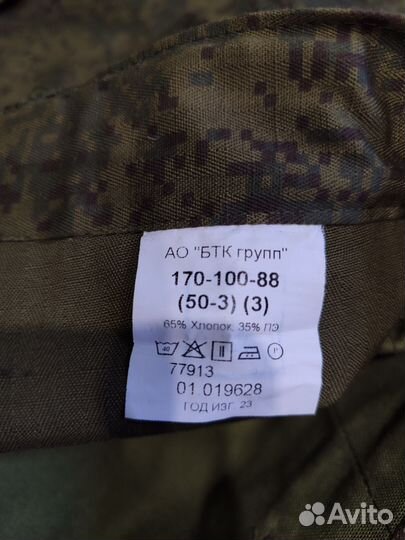 АО "БТК групп"
170-100-88
(50-3) (3)
65% Хлопок, 35% ПЭ
40
77913
01.019628
ГОД ИЗГ. 23
Avito